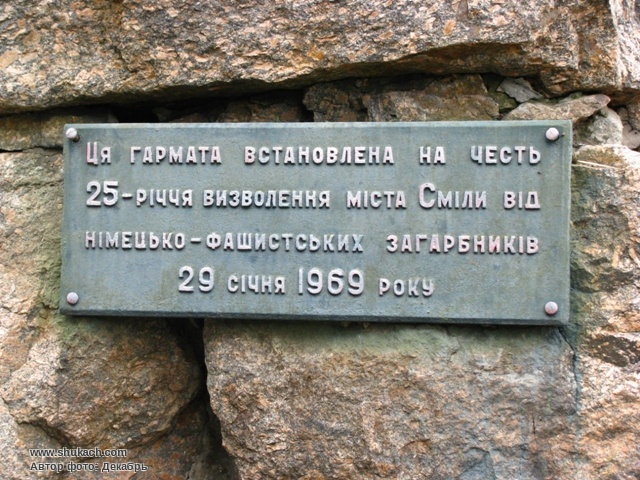 Ця гармата встановлена на честь
25-річчя визволення міста Сміли від
німецько-фашистських загарбників
29 січня 1969 року
www.shukach.com
Автор фото: Декабрь